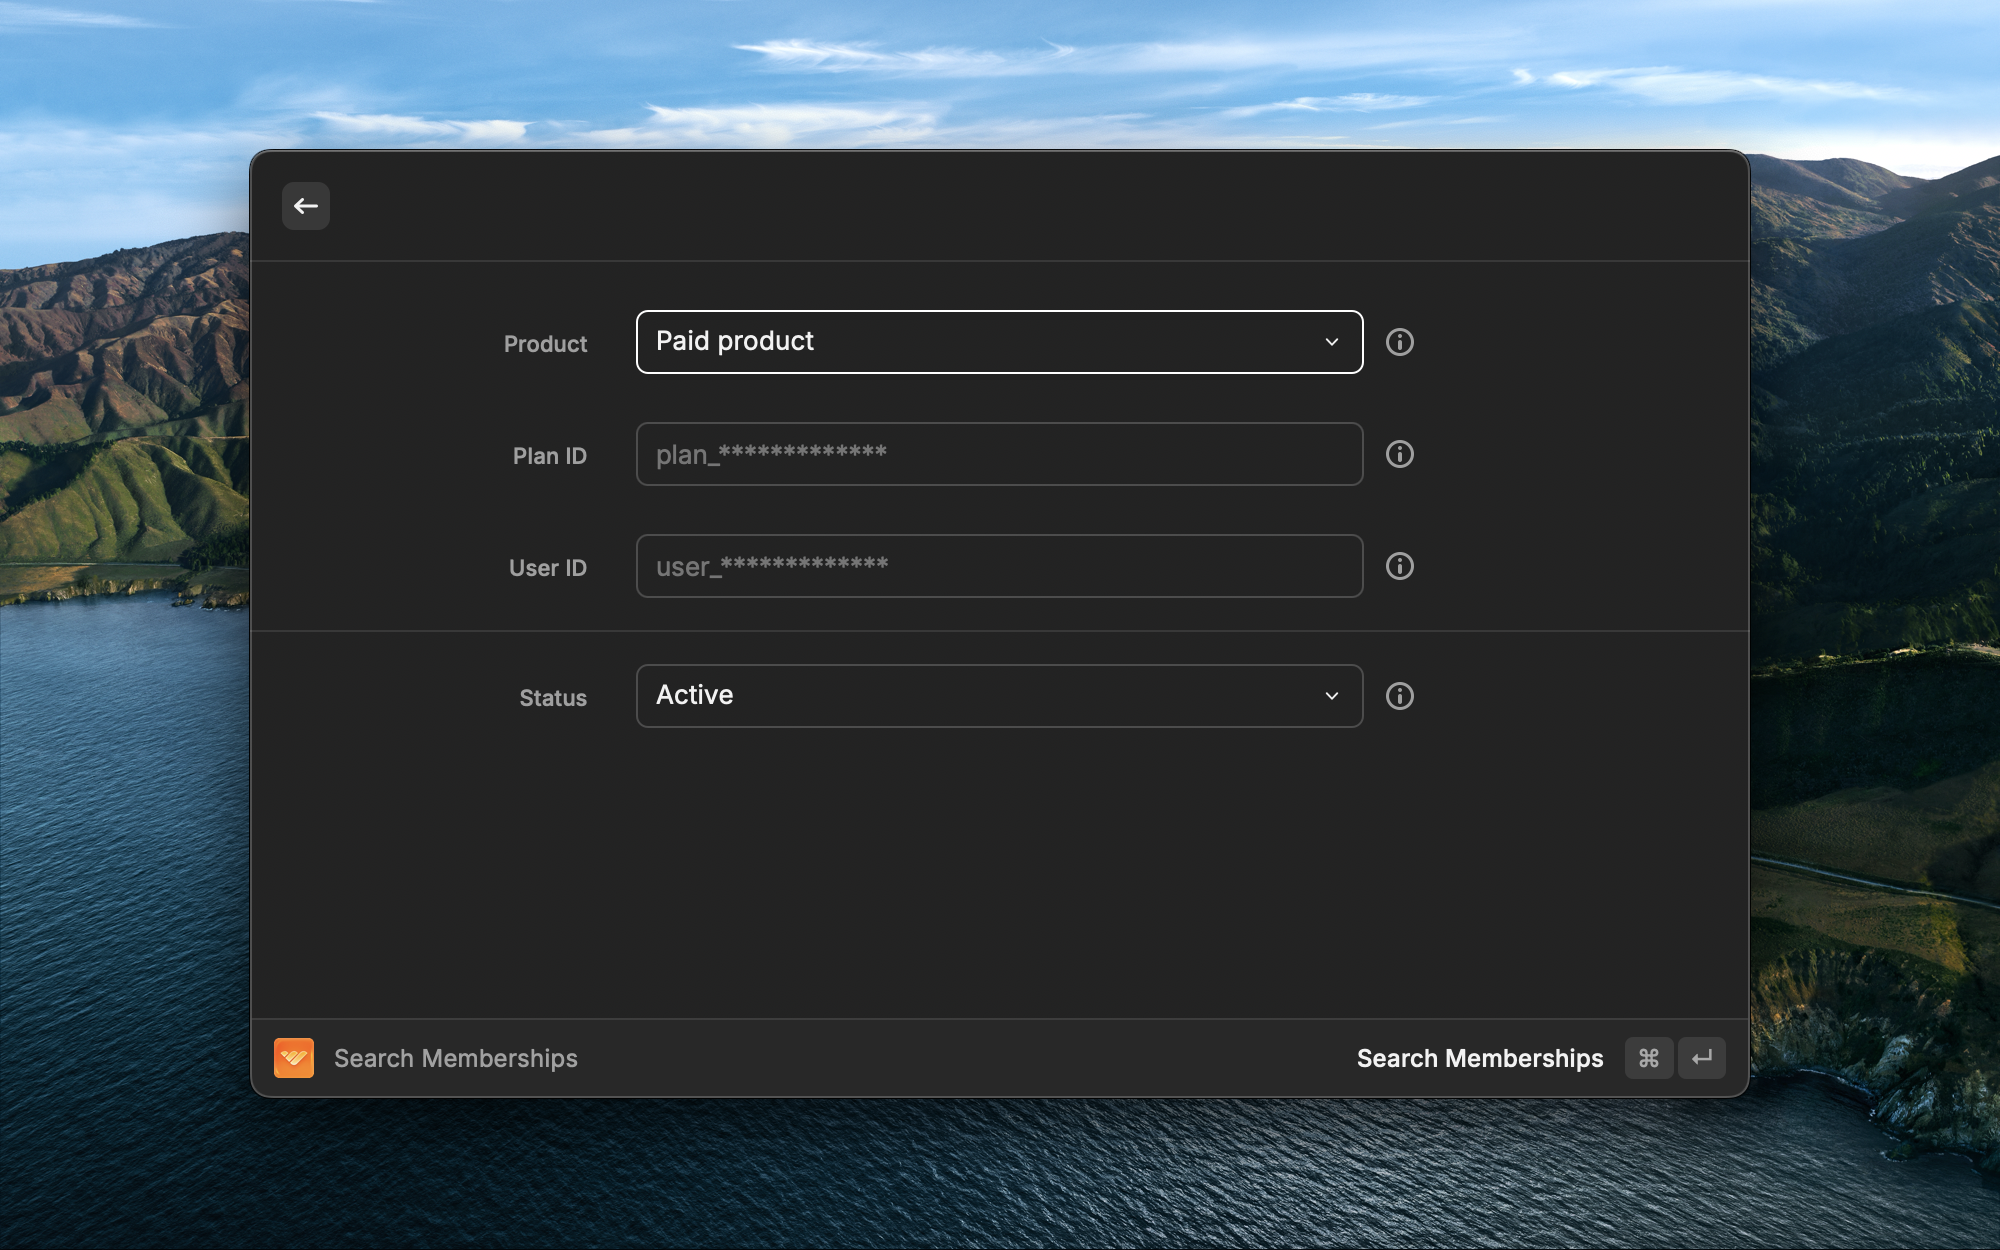 Product
Paid product
Plan ID
plan_*************
User ID
user_*************
Status
Active
Search Memberships
Search Memberships ⌘ ↵